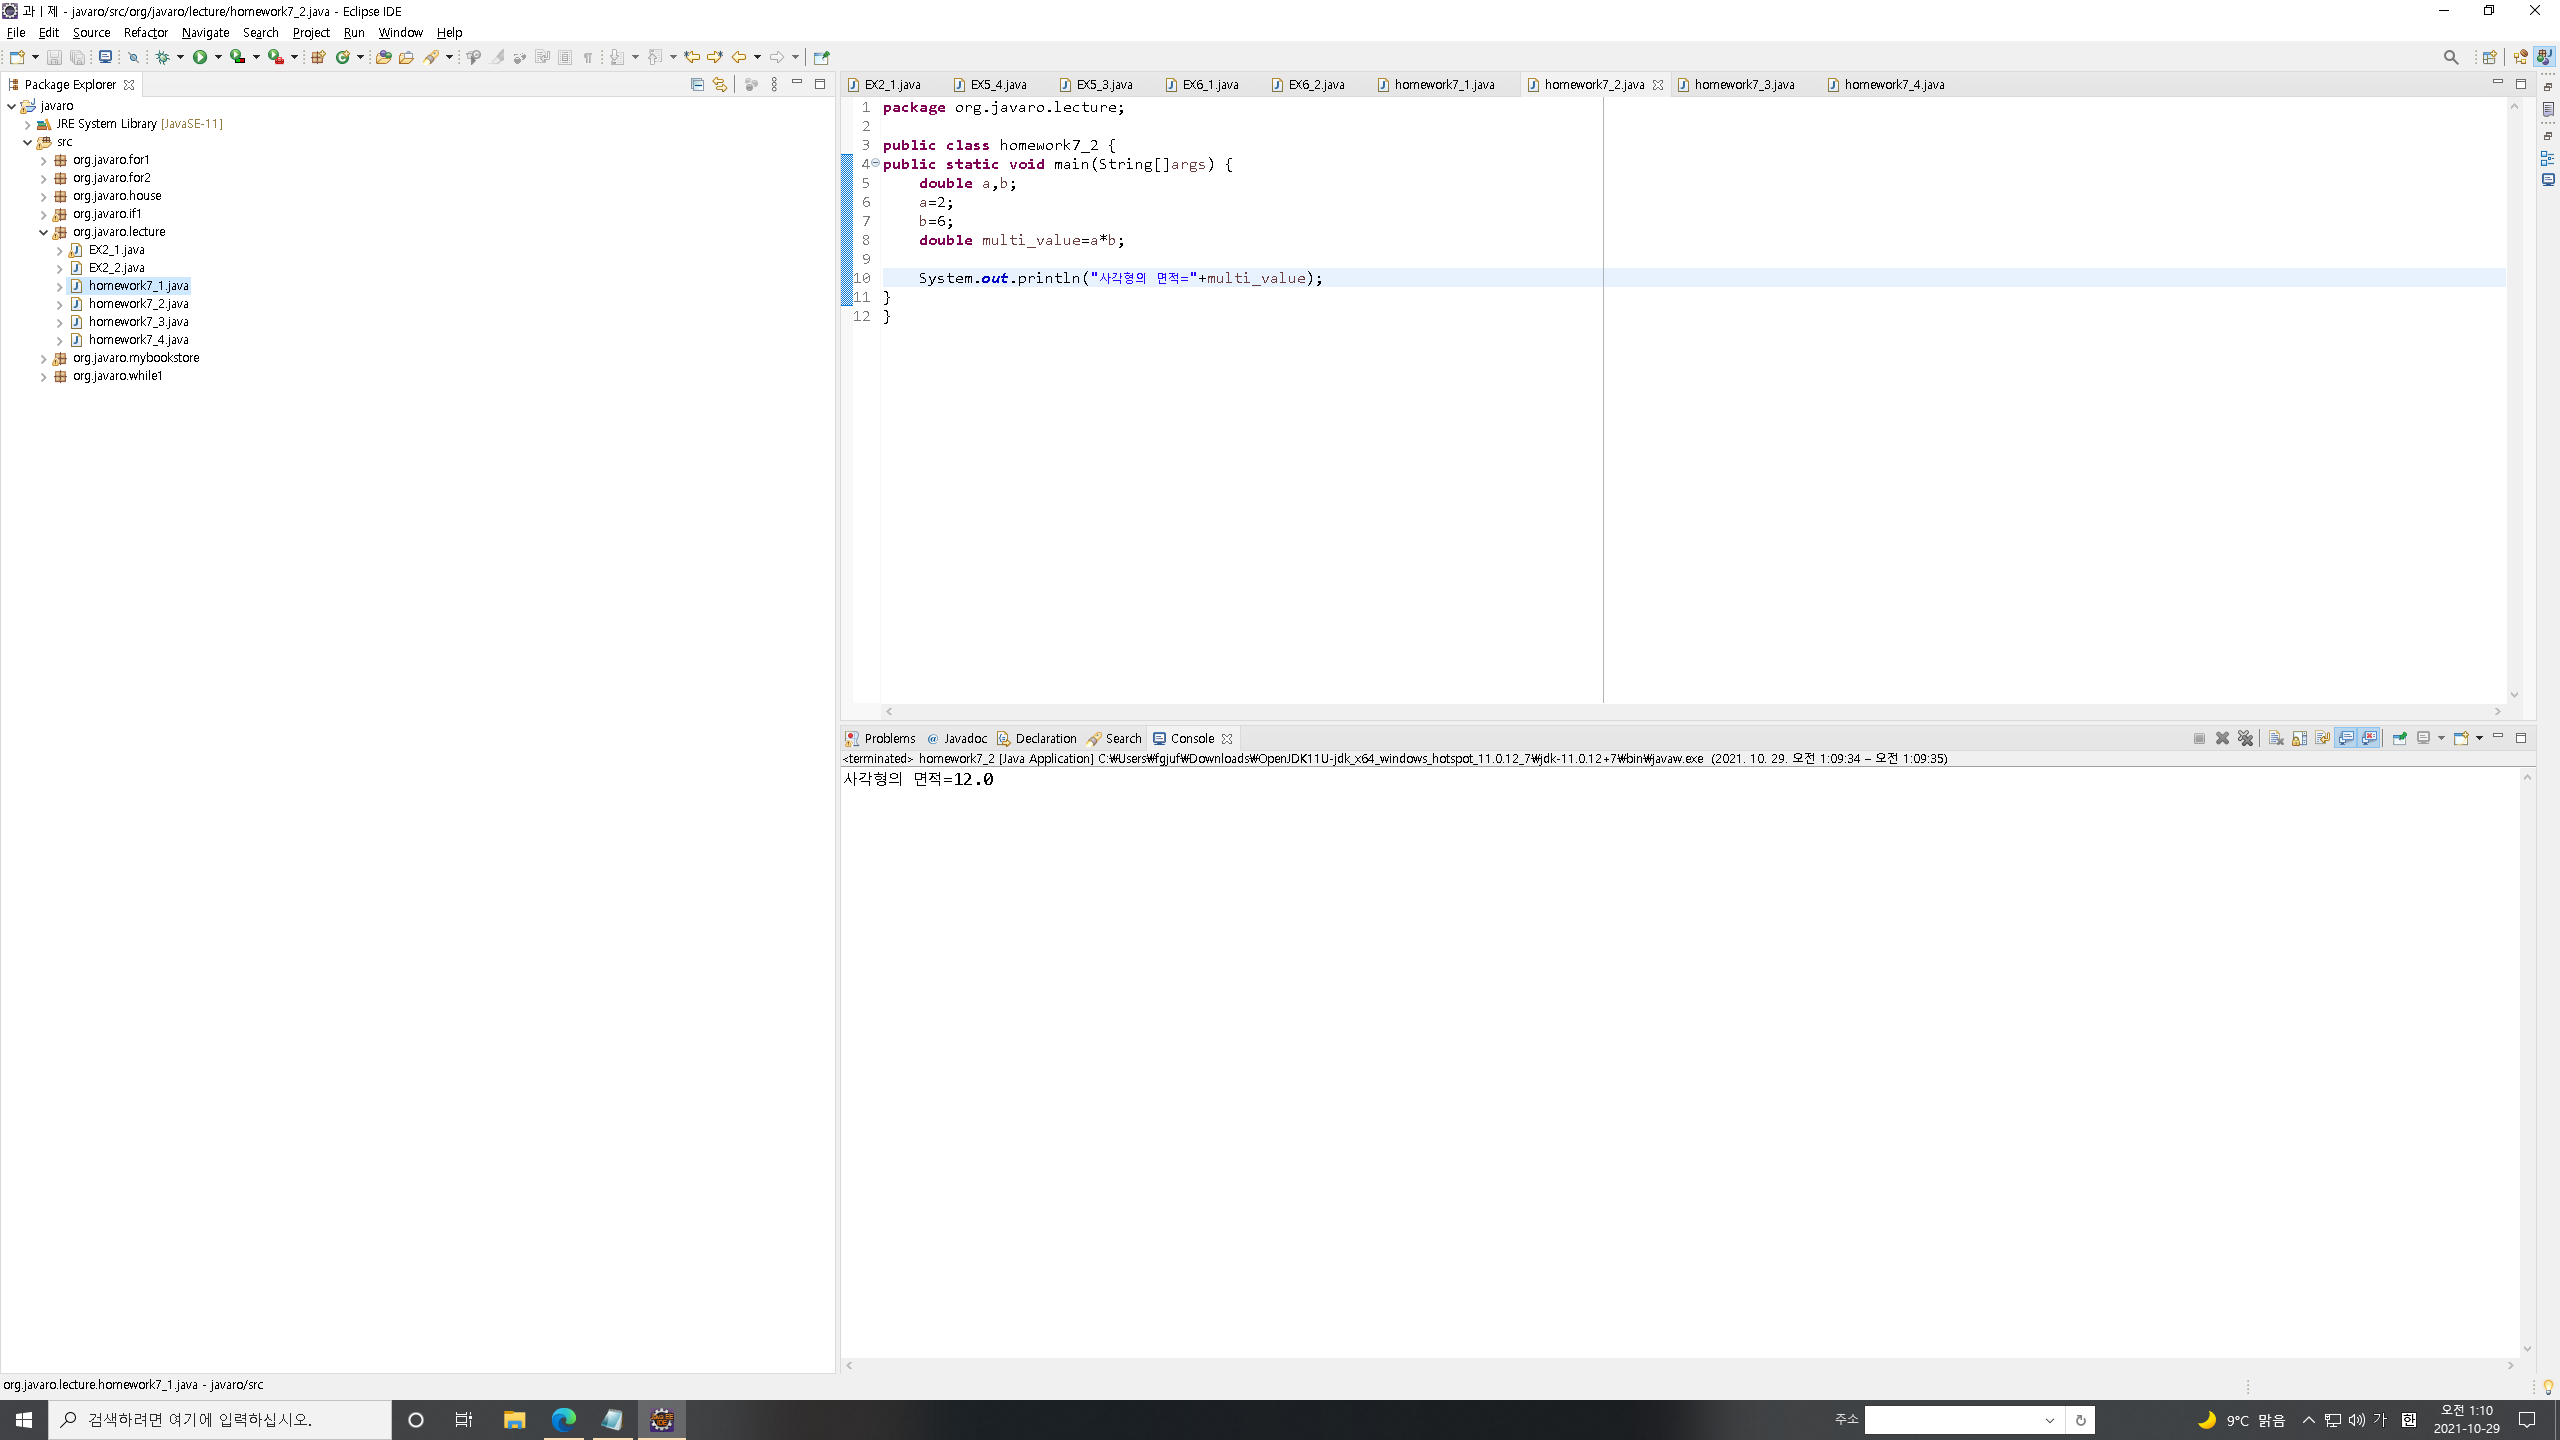 과ㅣ제 - javaro/src/org/javaro/lecture/homework7_2.java - Eclipse IDE
File Edit Source Refactor Navigate Search Project Run Window Help
Package Explorer
javaro
JRE System Library [JavaSE-11]
src
org.javaro.for1
org.javaro.for2
org.javaro.house
org.javaro.if1
org.javaro.lecture
EX2_1.java
EX2_2.java
homework7_1.java
homework7_2.java
homework7_3.java
homework7_4.java
org.javaro.mybookstore
org.javaro.while1
EX2_1.java EX5_4.java EX5_3.java EX6_1.java EX6_2.java homework7_1.java homework7_2.java homework7_3.java homework7_4.java
1 package org.javaro.lecture;
2
3 public class homework7_2 {
4 public static void main(String[]args) {
5     double a,b;
6     a=2;
7     b=6;
8     double multi_value=a*b;
9
10     System.out.println("사각형의 면적="+multi_value);
11 }
12 }
Problems Javadoc Declaration Search Console
<terminated> homework7_2 [Java Application] C:₩Users₩fgjuf₩Downloads₩OpenJDK11U-jdk_x64_windows_hotspot_11.0.12_7₩jdk-11.0.12+7₩bin₩javaw.exe (2021. 10. 29. 오전 1:09:34 – 오전 1:09:35)
사각형의 면적=12.0
org.javaro.lecture.homework7_1.java - javaro/src
검색하려면 여기에 입력하십시오.
주소
9°C 맑음
가
한
오전 1:10
2021-10-29